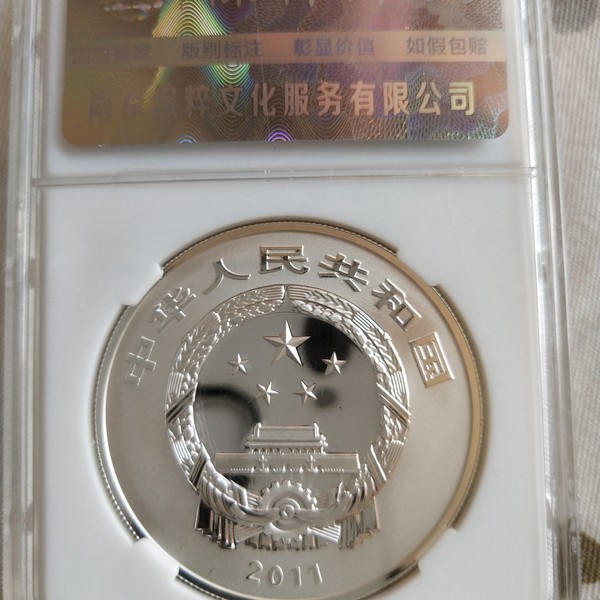 版别标注 彰显价值 如假包赔
粹文化服务有限公司
中华人民共和国
2011